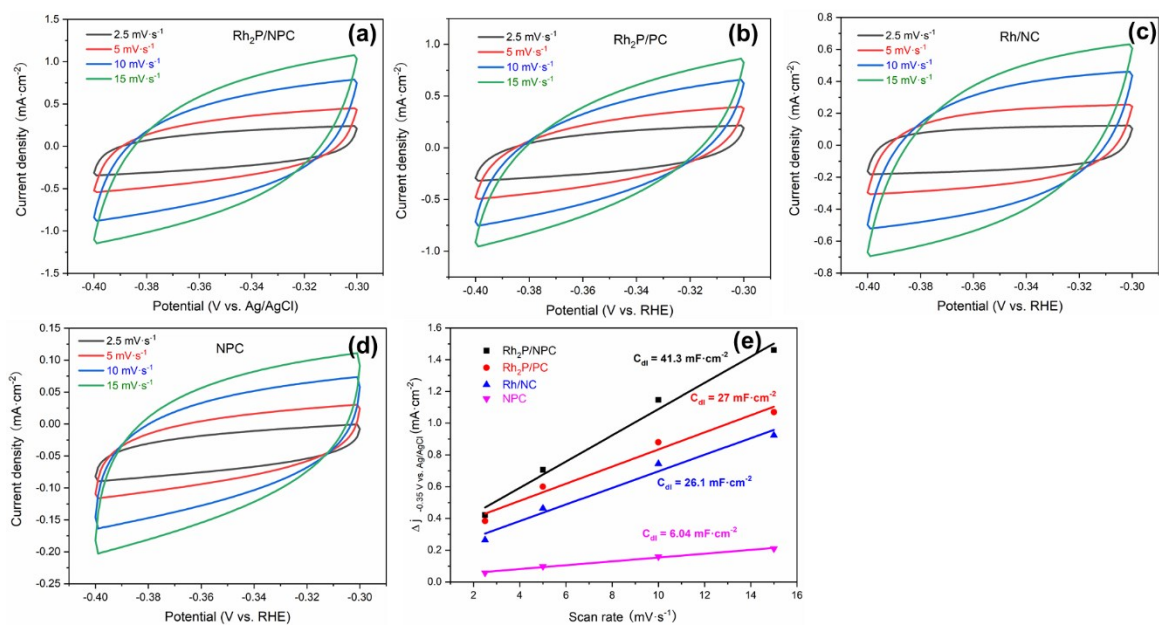 (a)
Rh₂P/NPC
2.5 mV·s⁻¹
5 mV·s⁻¹
10 mV·s⁻¹
15 mV·s⁻¹
1.5
1.0
0.5
0.0
-0.5
-1.0
-1.5
Current density (mA·cm⁻²)
-0.40 -0.38 -0.36 -0.34 -0.32 -0.30
Potential (V vs. Ag/AgCl)
(b)
Rh₂P/PC
2.5 mV·s⁻¹
5 mV·s⁻¹
10 mV·s⁻¹
15 mV·s⁻¹
1.0
0.5
0.0
-0.5
-1.0
Current density (mA·cm⁻²)
-0.40 -0.38 -0.36 -0.34 -0.32 -0.30
Potential (V vs. RHE)
(c)
Rh/NC
2.5 mV·s⁻¹
5 mV·s⁻¹
10 mV·s⁻¹
15 mV·s⁻¹
0.8
0.6
0.4
0.2
0.0
-0.2
-0.4
-0.6
-0.8
Current density (mA·cm⁻²)
-0.40 -0.38 -0.36 -0.34 -0.32 -0.30
Potential (V vs. RHE)
(d)
NPC
2.5 mV·s⁻¹
5 mV·s⁻¹
10 mV·s⁻¹
15 mV·s⁻¹
0.15
0.10
0.05
0.00
-0.05
-0.10
-0.15
-0.20
-0.25
Current density (mA·cm⁻²)
-0.40 -0.38 -0.36 -0.34 -0.32 -0.30
Potential (V vs. RHE)
(e)
Rh₂P/NPC
Rh₂P/PC
Rh/NC
NPC
C_dl = 41.3 mF·cm⁻²
C_dl = 27 mF·cm⁻²
C_dl = 26.1 mF·cm⁻²
C_dl = 6.04 mF·cm⁻²
1.6
1.4
1.2
1.0
0.8
0.6
0.4
0.2
0.0
Δ j -0.35 V vs. Ag/AgCl (mA·cm⁻²)
2 4 6 8 10 12 14 16
Scan rate (mV·s⁻¹)